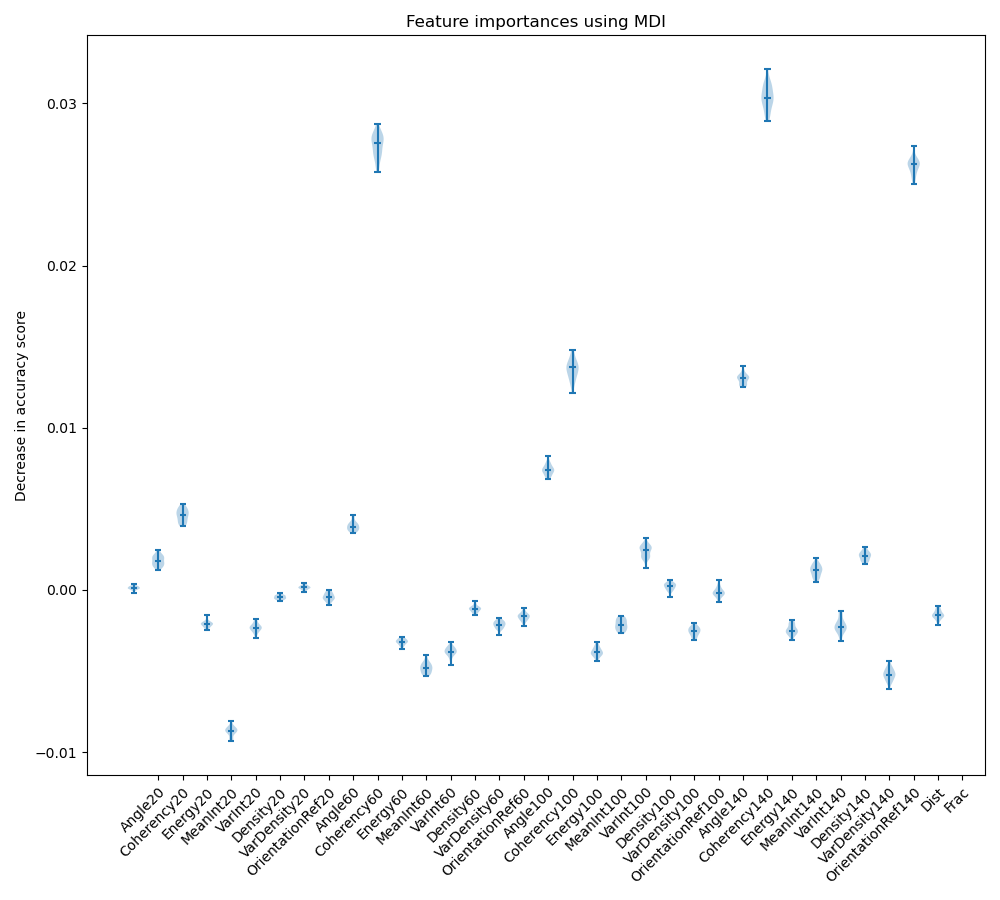 Feature importances using MDI
Decrease in accuracy score
0.03
0.02
0.01
0.00
−0.01
Angle20
Coherency20
Energy20
MeanInt20
VarInt20
Density20
VarDensity20
OrientationRef20
Angle60
Coherency60
Energy60
MeanInt60
VarInt60
Density60
VarDensity60
OrientationRef60
Angle100
Coherency100
Energy100
MeanInt100
VarInt100
Density100
VarDensity100
OrientationRef100
Angle140
Coherency140
Energy140
MeanInt140
VarInt140
Density140
VarDensity140
OrientationRef140
Dist
Frac